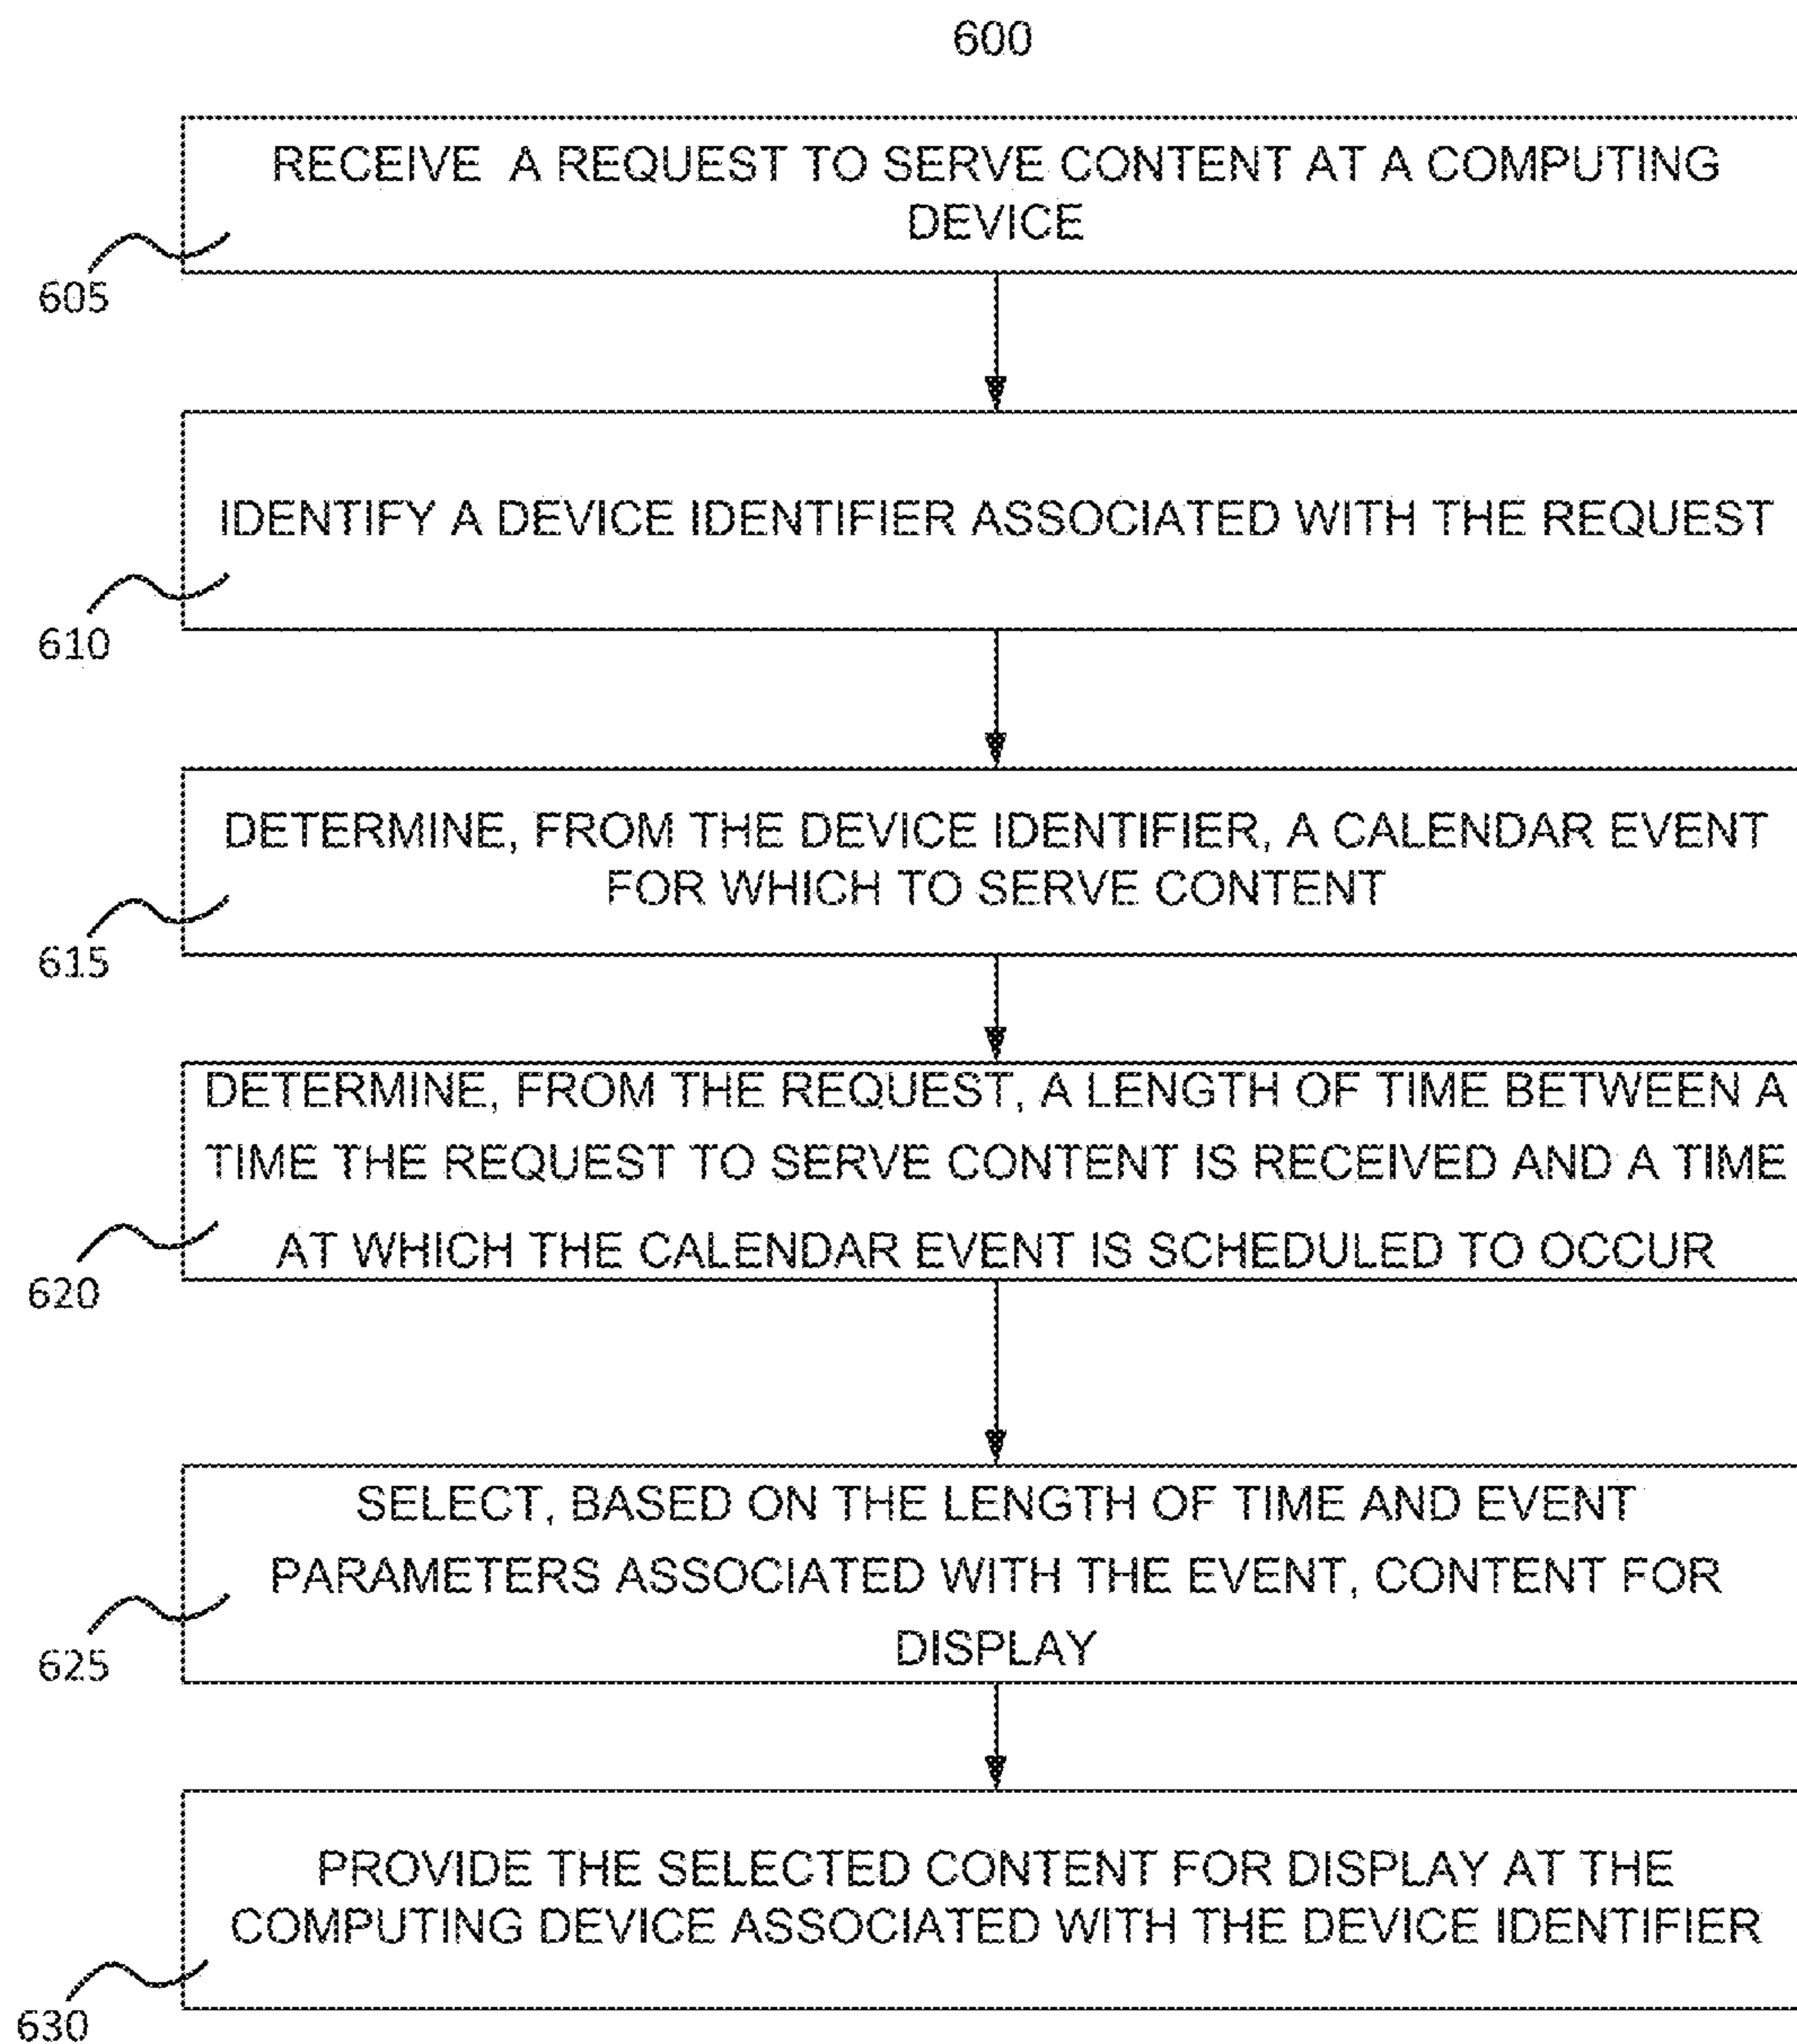 600
RECEIVE A REQUEST TO SERVE CONTENT AT A COMPUTING
DEVICE
605
IDENTIFY A DEVICE IDENTIFIER ASSOCIATED WITH THE REQUEST
610
DETERMINE, FROM THE DEVICE IDENTIFIER, A CALENDAR EVENT
FOR WHICH TO SERVE CONTENT
615
DETERMINE, FROM THE REQUEST, A LENGTH OF TIME BETWEEN A
TIME THE REQUEST TO SERVE CONTENT IS RECEIVED AND A TIME
AT WHICH THE CALENDAR EVENT IS SCHEDULED TO OCCUR
620
SELECT, BASED ON THE LENGTH OF TIME AND EVENT
PARAMETERS ASSOCIATED WITH THE EVENT, CONTENT FOR
DISPLAY
625
PROVIDE THE SELECTED CONTENT FOR DISPLAY AT THE
COMPUTING DEVICE ASSOCIATED WITH THE DEVICE IDENTIFIER
630